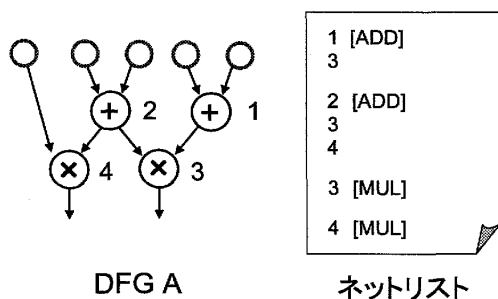 + 2
+ 1
× 4
× 3
DFG A
1 [ADD]
3
2 [ADD]
3
4
3 [MUL]
4 [MUL]
ネットリスト